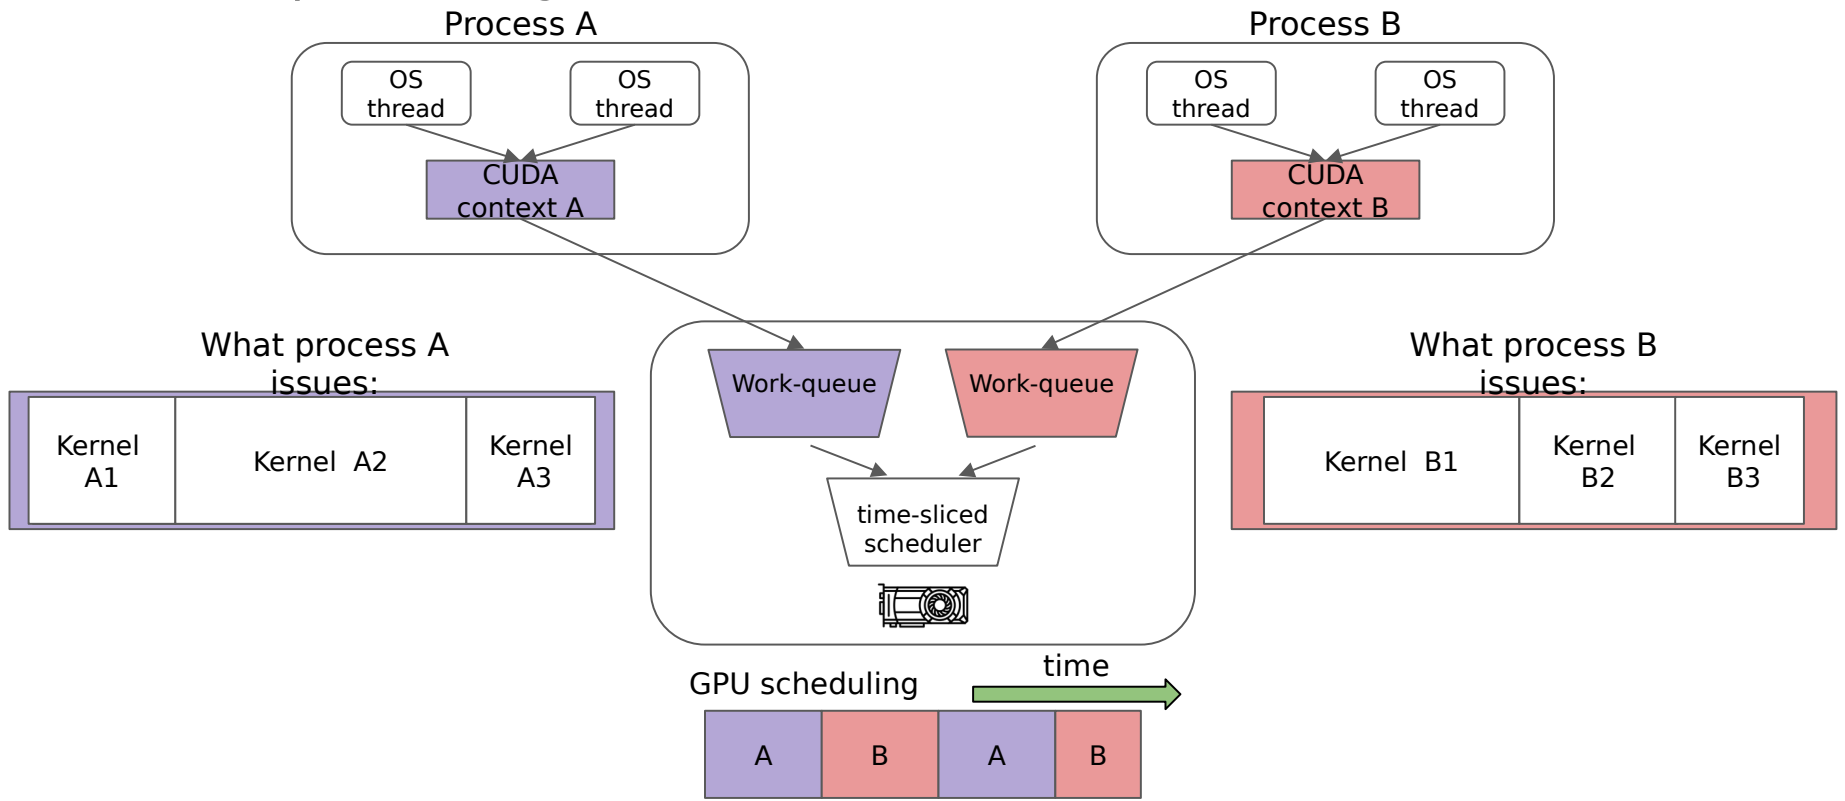 Process A
Process B
OS
thread
OS
thread
OS
thread
OS
thread
CUDA
context A
CUDA
context B
What process A
issues:
What process B
issues:
Work-queue
Work-queue
Kernel
A1
Kernel A2
Kernel
A3
Kernel B1
Kernel
B2
Kernel
B3
time-sliced
scheduler
time
GPU scheduling
A
B
A
B